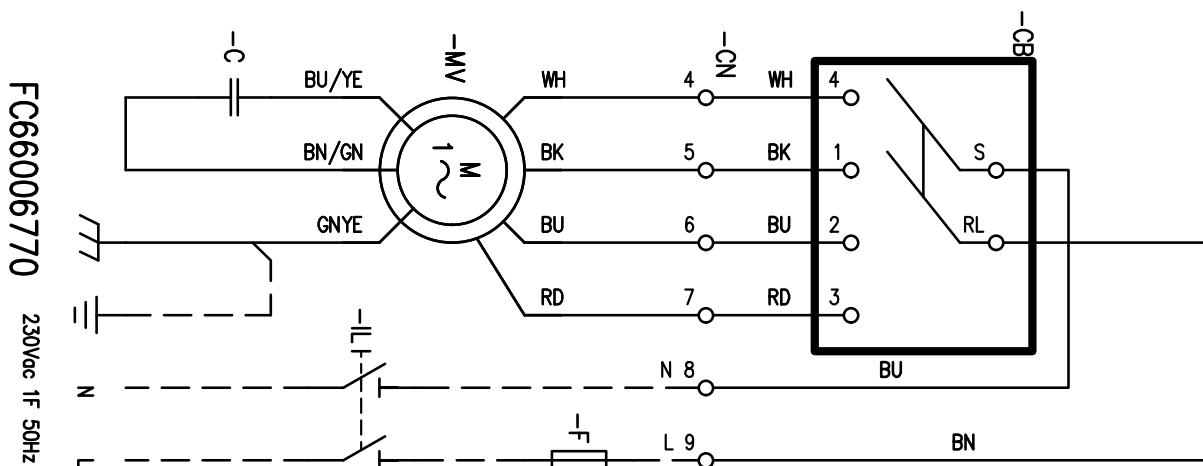 -C
-MV
-CN
-CB
BU/YE
WH
4
WH
4
BN/GN
M
1
BK
5
BK
1
S
GNYE
BU
6
BU
2
RL
RD
7
RD
3
-IL
N
N 8
BU
-F
L
L 9
BN
FC66006770
230Vac 1F 50Hz